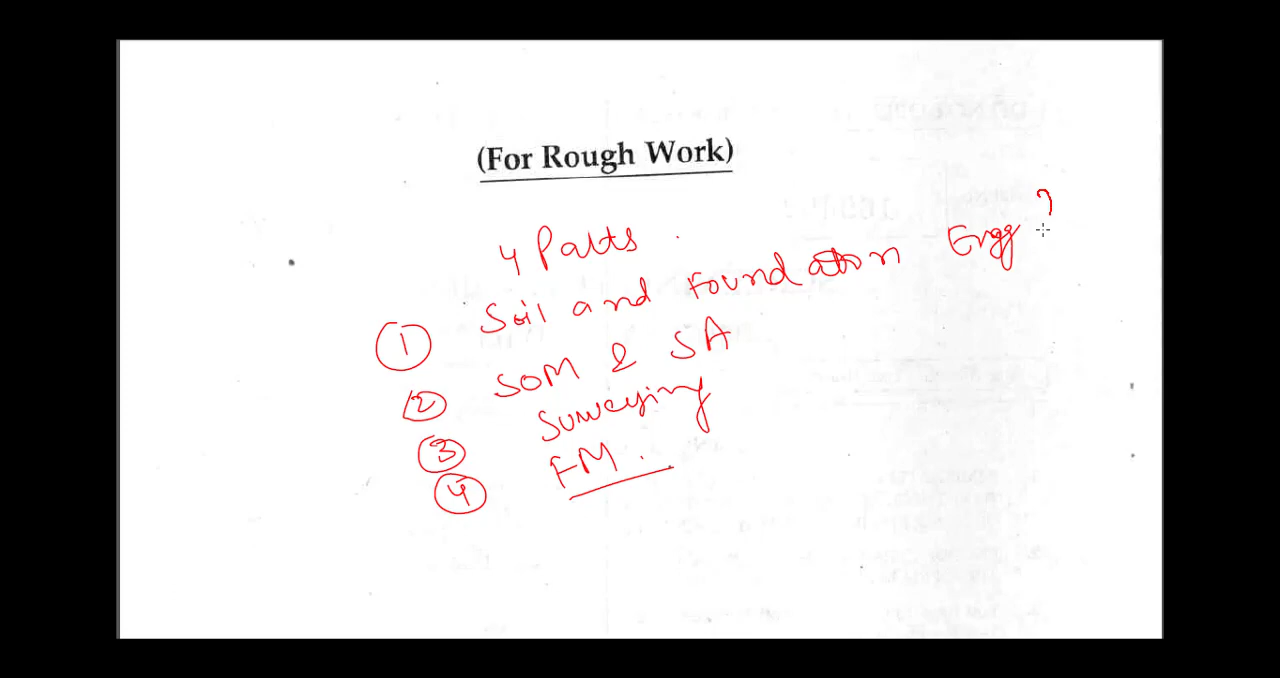 (For Rough Work)
4 Parts.
① Soil and Foundation Engg ?
② SOM & SA
③ Surveying
④ FM.